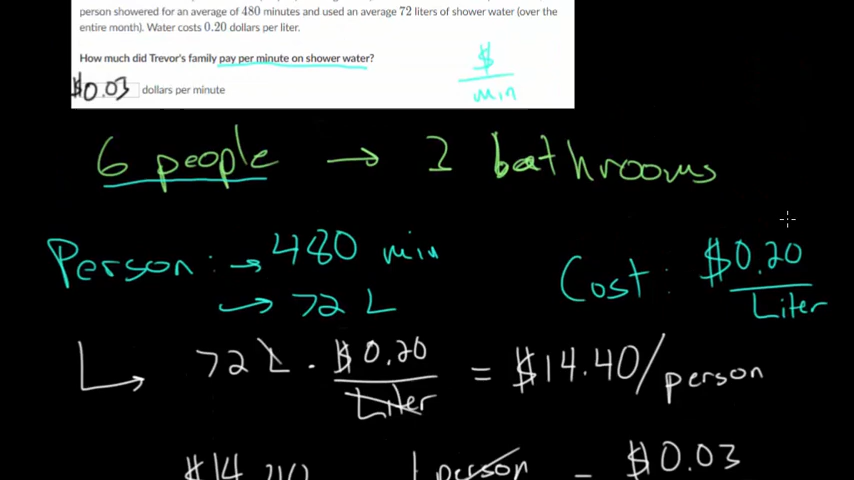 person showered for an average of 480 minutes and used an average 72 liters of shower water (over the
entire month). Water costs 0.20 dollars per liter.
How much did Trevor's family pay per minute on shower water?
$ / min
$0.03 dollars per minute
6 people → 2 bathrooms
Person: → 480 min
→ 72 L
Cost: $0.20 / Liter
72 L · $0.20 / Liter = $14.40/person
$14.40 1 person = $0.03